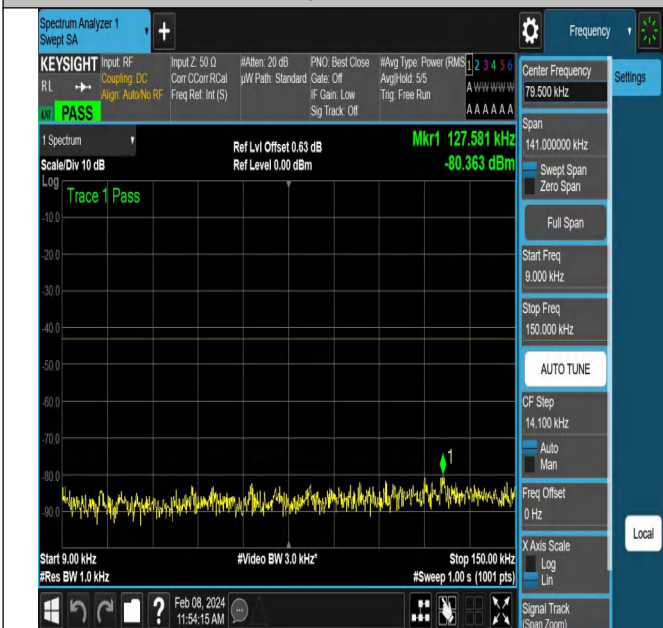 Spectrum Analyzer 1
Swept SA
+
Frequency
KEYSIGHT
RL
PASS
Input: RF
Coupling: DC
Align: Auto/No RF
Input Z: 50 Ω
Corr CCorr RCal
Freq Ref: Int (S)
#Atten: 20 dB
µW Path: Standard
PNO: Best Close
Gate: Off
IF Gain: Low
Sig Track: Off
#Avg Type: Power (RMS
Avg|Hold: 5/5
Trig: Free Run
1 2 3 4 5 6
A W W W W W
A A A A A A
1 Spectrum
Scale/Div 10 dB
Log
Ref Lvl Offset 0.63 dB
Ref Level 0.00 dBm
Mkr1 127.581 kHz
-80.363 dBm
Trace 1 Pass
-10.0
-20.0
-30.0
-40.0
-50.0
-60.0
-70.0
-80.0
-90.0
1
Start 9.00 kHz
#Res BW 1.0 kHz
#Video BW 3.0 kHz*
Stop 150.00 kHz
#Sweep 1.00 s (1001 pts)
?
Feb 08, 2024
11:54:15 AM
Center Frequency
79.500 kHz
Settings
Span
141.000000 kHz
Swept Span
Zero Span
Full Span
Start Freq
9.000 kHz
Stop Freq
150.000 kHz
AUTO TUNE
CF Step
14.100 kHz
Auto
Man
Freq Offset
0 Hz
Local
X Axis Scale
Log
Lin
Signal Track
(Span Zoom)